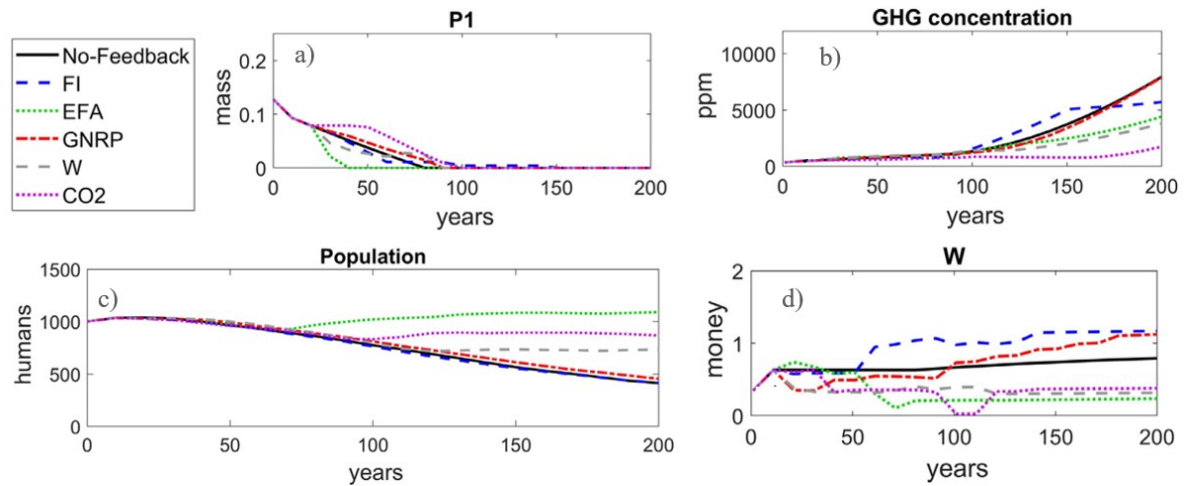 No-Feedback
FI
EFA
GNRP
W
CO2
P1
a)
mass
0.2
0.1
0
0 50 100 150 200
years
GHG concentration
b)
ppm
10000
5000
0
0 50 100 150 200
years
Population
c)
humans
1500
1000
500
0
0 50 100 150 200
years
W
d)
money
2
1
0
0 50 100 150 200
years